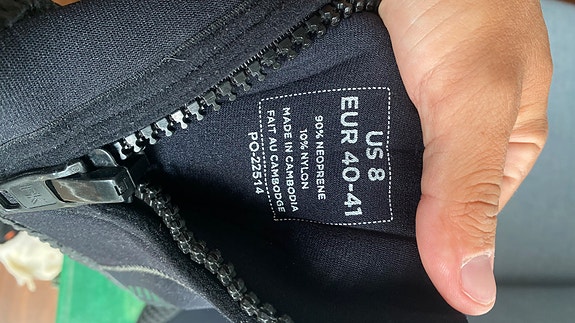 US 8
EUR 40-41
90% NEOPRENE
10% NYLON
MADE IN CAMBODIA
FAIT AU CAMBODGE
PO-22514